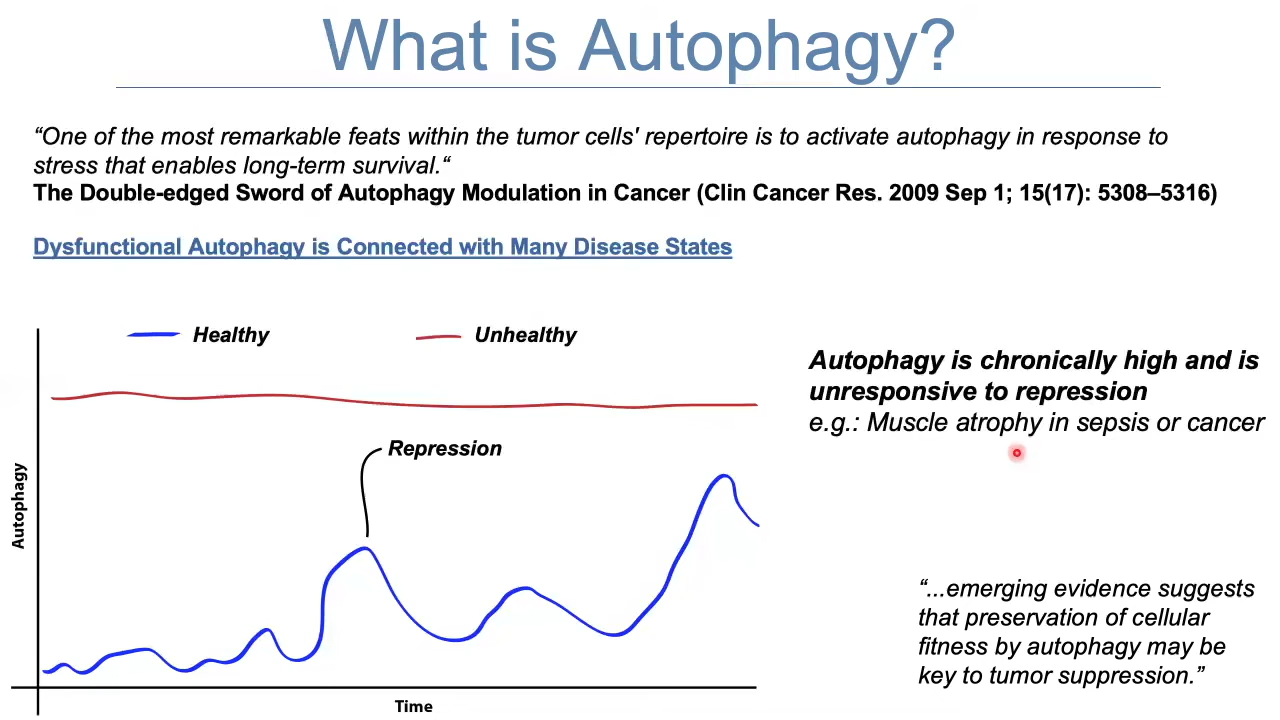 What is Autophagy?
“One of the most remarkable feats within the tumor cells' repertoire is to activate autophagy in response to
stress that enables long-term survival.“
The Double-edged Sword of Autophagy Modulation in Cancer (Clin Cancer Res. 2009 Sep 1; 15(17): 5308–5316)
Dysfunctional Autophagy is Connected with Many Disease States
Healthy
Unhealthy
Autophagy is chronically high and is
unresponsive to repression
e.g.: Muscle atrophy in sepsis or cancer
Repression
Autophagy
Time
“...emerging evidence suggests
that preservation of cellular
fitness by autophagy may be
key to tumor suppression.”